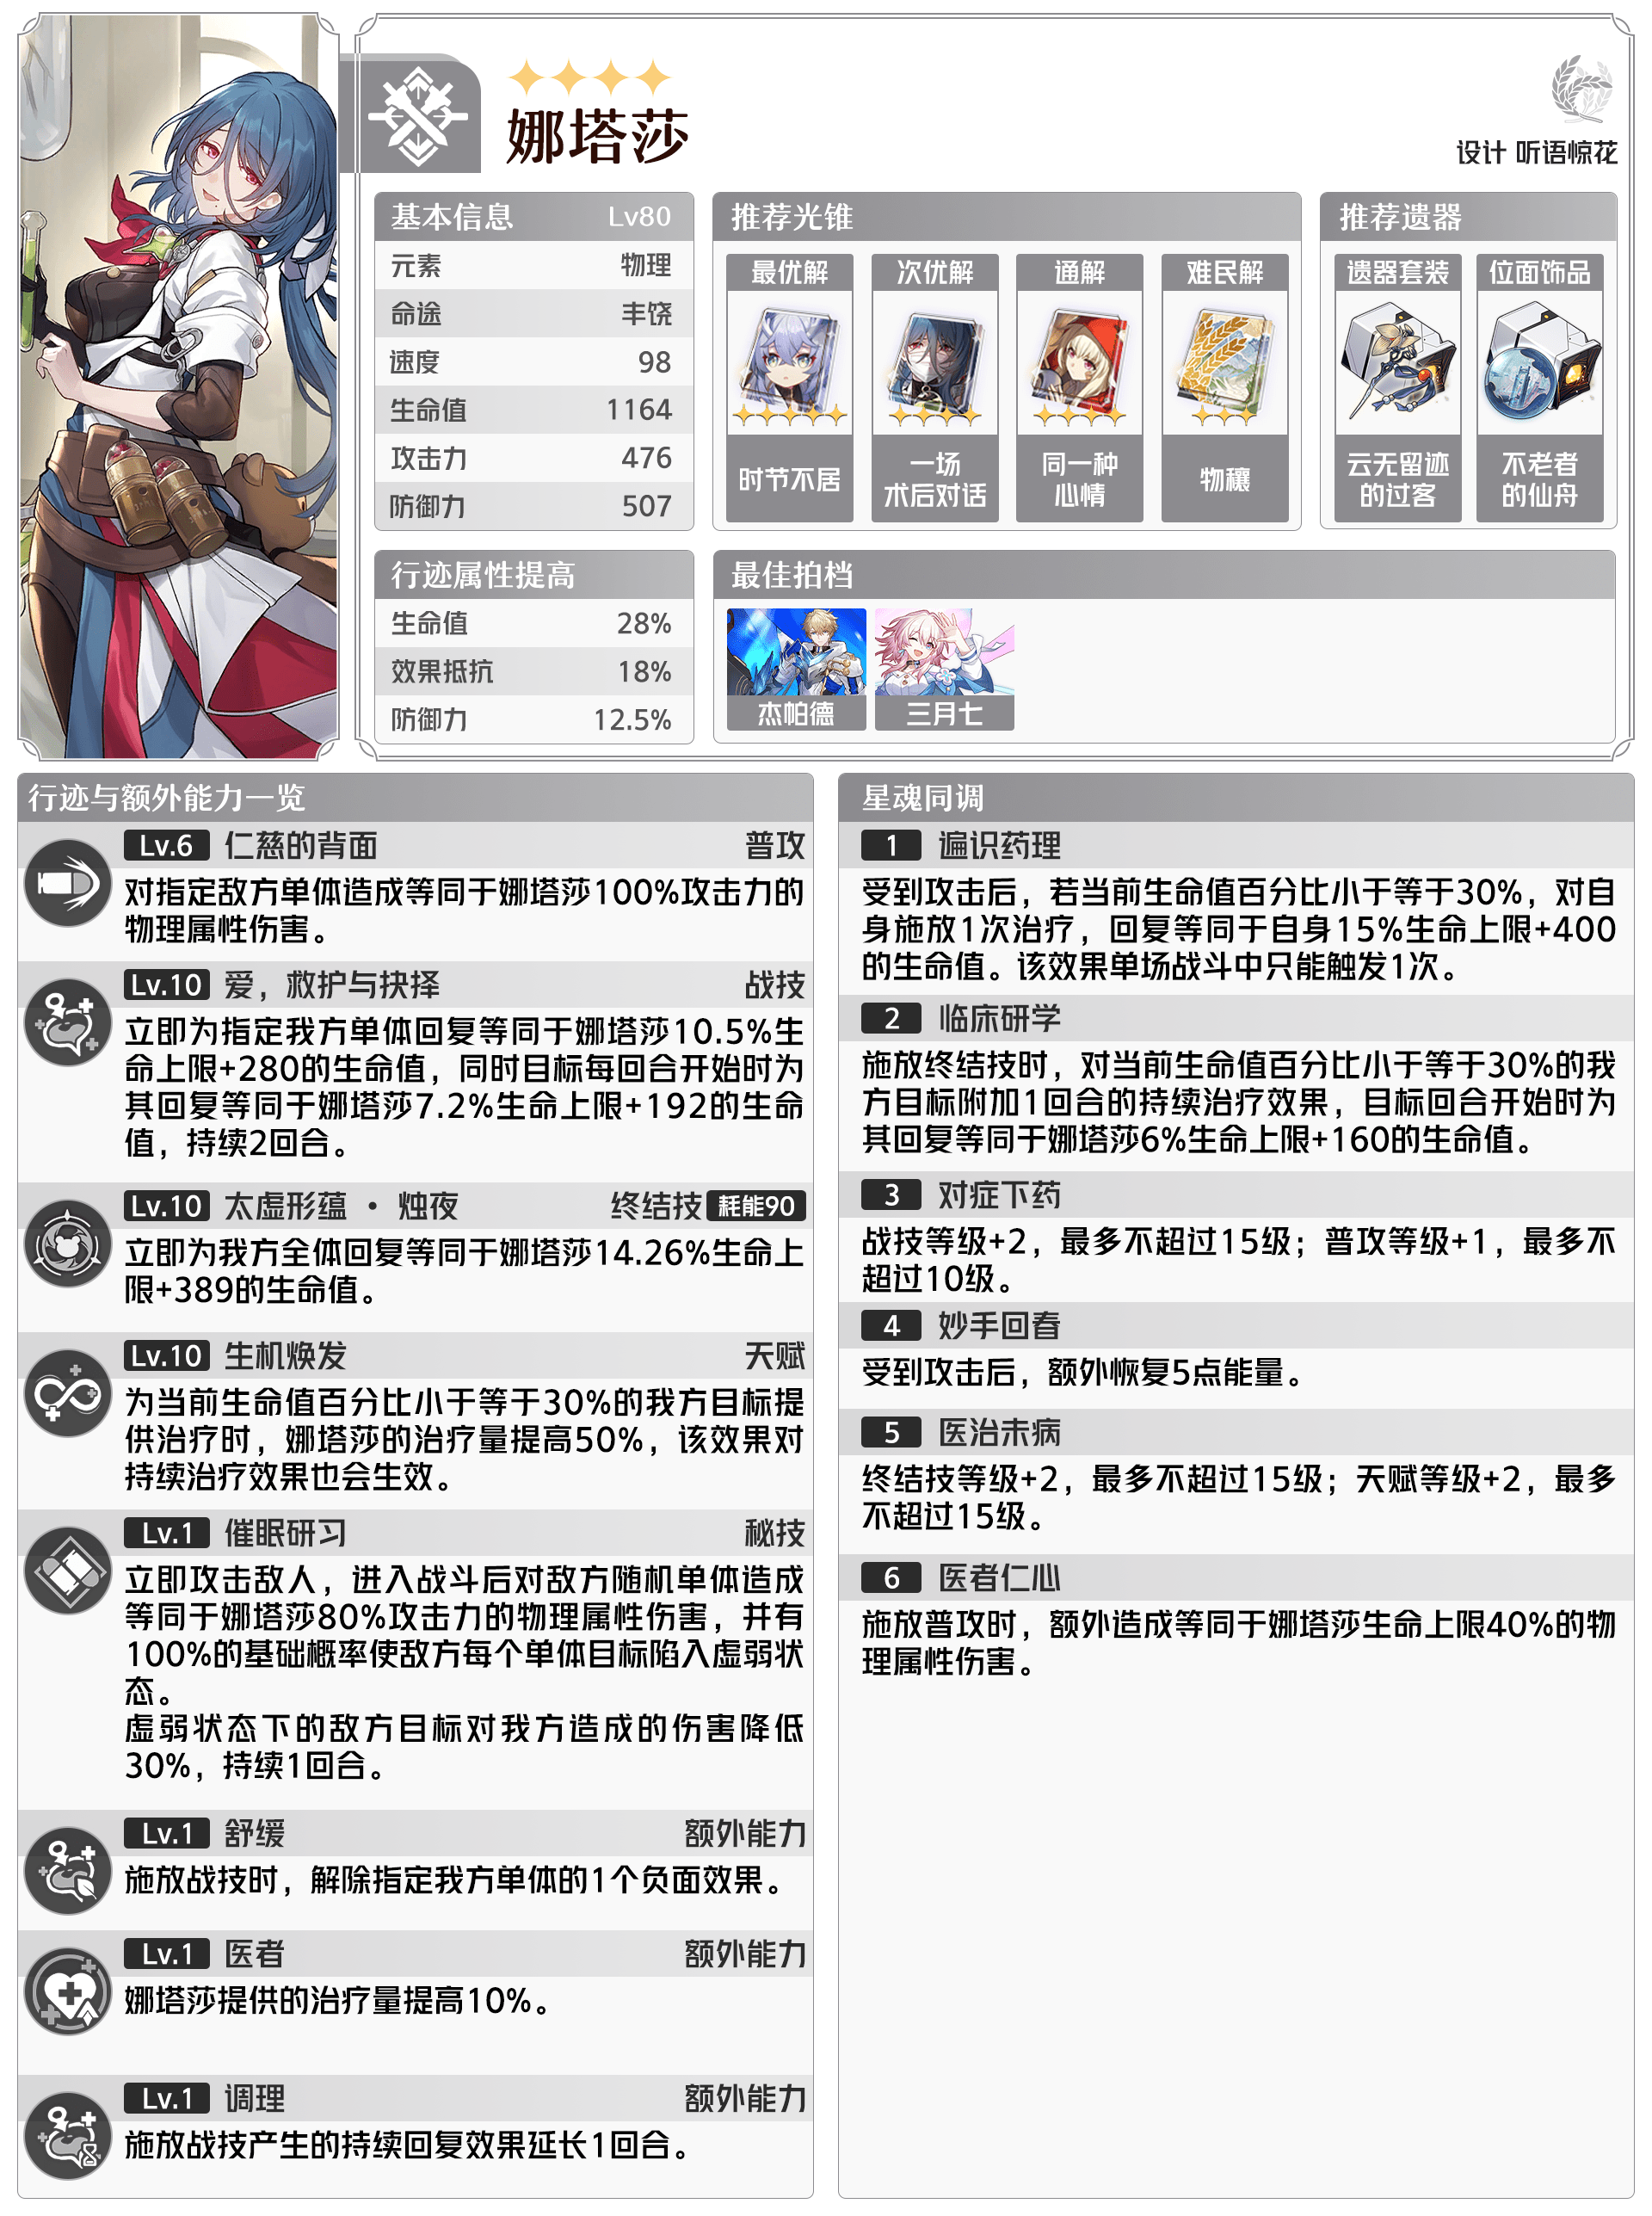 娜塔莎
设计 听语惊花
基本信息 Lv80
元素 物理
命途 丰饶
速度 98
生命值 1164
攻击力 476
防御力 507
推荐光锥
最优解 次优解 通解 难民解
时节不居
一场
术后对话
同一种
心情
物穰
推荐遗器
遗器套装 位面饰品
云无留迹
的过客
不老者
的仙舟
行迹属性提高
生命值 28%
效果抵抗 18%
防御力 12.5%
最佳拍档
杰帕德 三月七
行迹与额外能力一览
Lv.6 仁慈的背面 普攻
对指定敌方单体造成等同于娜塔莎100%攻击力的
物理属性伤害。
Lv.10 爱，救护与抉择 战技
立即为指定我方单体回复等同于娜塔莎10.5%生
命上限+280的生命值，同时目标每回合开始时为
其回复等同于娜塔莎7.2%生命上限+192的生命
值，持续2回合。
Lv.10 太虚形蕴 · 烛夜 终结技 耗能90
立即为我方全体回复等同于娜塔莎14.26%生命上
限+389的生命值。
Lv.10 生机焕发 天赋
为当前生命值百分比小于等于30%的我方目标提
供治疗时，娜塔莎的治疗量提高50%，该效果对
持续治疗效果也会生效。
Lv.1 催眠研习 秘技
立即攻击敌人，进入战斗后对敌方随机单体造成
等同于娜塔莎80%攻击力的物理属性伤害，并有
100%的基础概率使敌方每个单体目标陷入虚弱状
态。
虚弱状态下的敌方目标对我方造成的伤害降低
30%，持续1回合。
Lv.1 舒缓 额外能力
施放战技时，解除指定我方单体的1个负面效果。
Lv.1 医者 额外能力
娜塔莎提供的治疗量提高10%。
Lv.1 调理 额外能力
施放战技产生的持续回复效果延长1回合。
星魂同调
1 遍识药理
受到攻击后，若当前生命值百分比小于等于30%，对自
身施放1次治疗，回复等同于自身15%生命上限+400
的生命值。该效果单场战斗中只能触发1次。
2 临床研学
施放终结技时，对当前生命值百分比小于等于30%的我
方目标附加1回合的持续治疗效果，目标回合开始时为
其回复等同于娜塔莎6%生命上限+160的生命值。
3 对症下药
战技等级+2，最多不超过15级；普攻等级+1，最多不
超过10级。
4 妙手回春
受到攻击后，额外恢复5点能量。
5 医治未病
终结技等级+2，最多不超过15级；天赋等级+2，最多
不超过15级。
6 医者仁心
施放普攻时，额外造成等同于娜塔莎生命上限40%的物
理属性伤害。